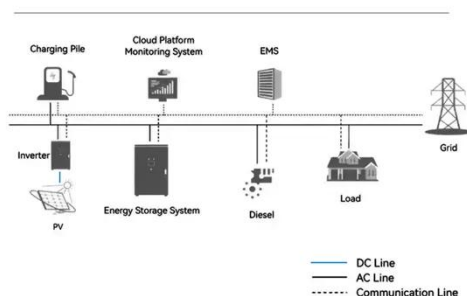 Charging Pile
Cloud Platform
Monitoring System
EMS
Grid
Inverter
PV
Energy Storage System
Diesel
Load
DC Line
AC Line
Communication Line